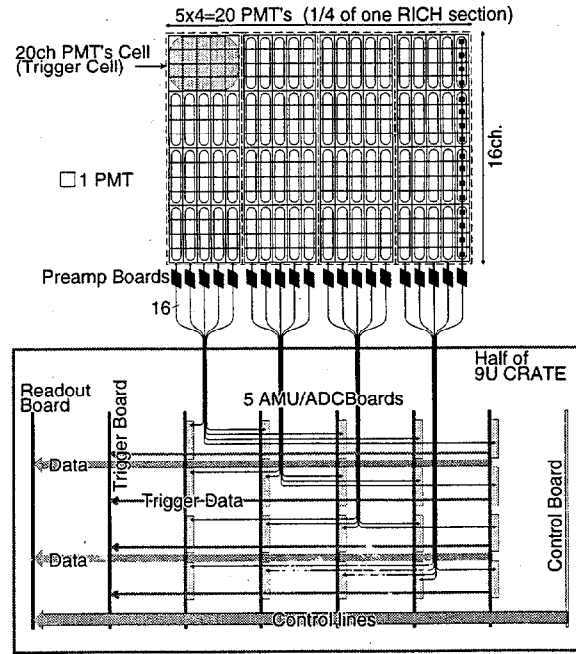 5x4=20 PMT's (1/4 of one RICH section)
20ch PMT's Cell
(Trigger Cell)
16ch.
1 PMT
Preamp Boards
16
Half of
9U CRATE
Readout
Board
5 AMU/ADCBoards
Trigger Board
Data
Trigger Data
Control Board
Data
Control lines